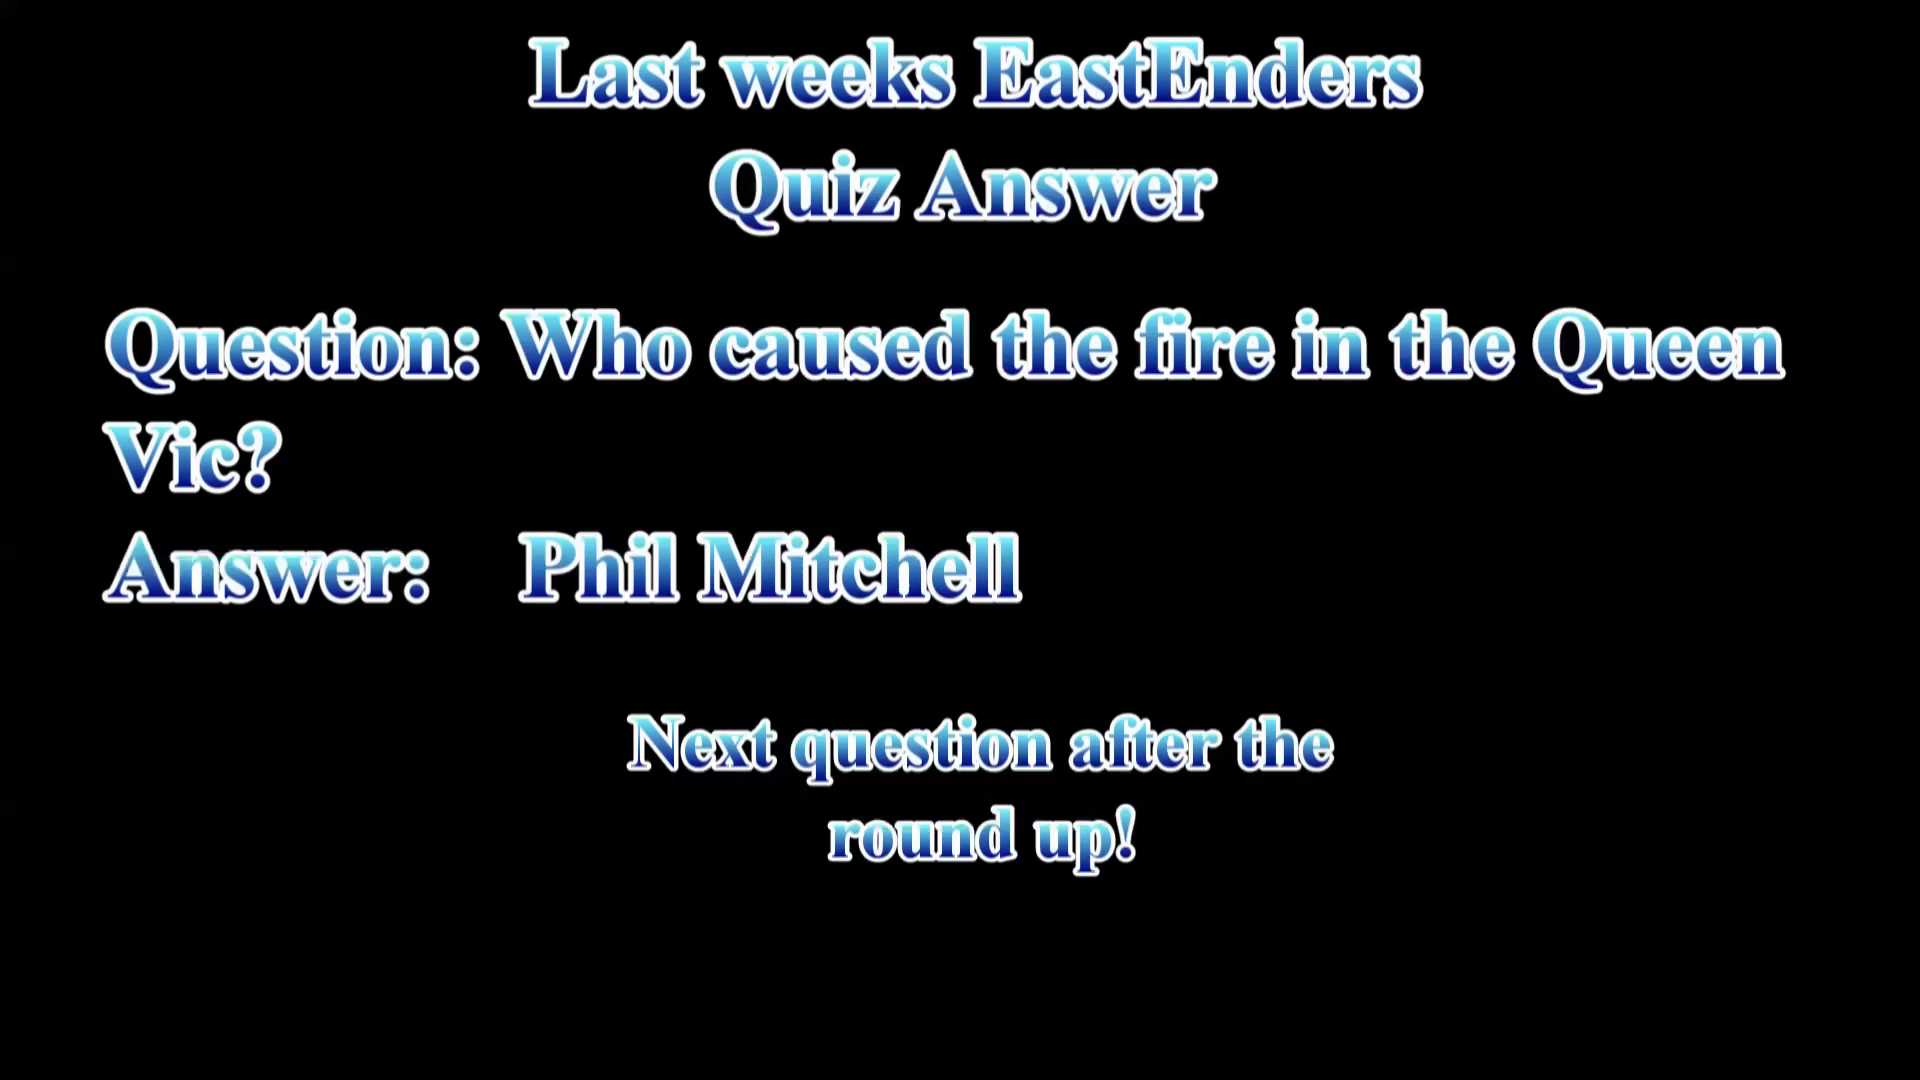 Last weeks EastEnders
Quiz Answer
Question: Who caused the fire in the Queen
Vic?
Answer: Phil Mitchell
Next question after the
round up!